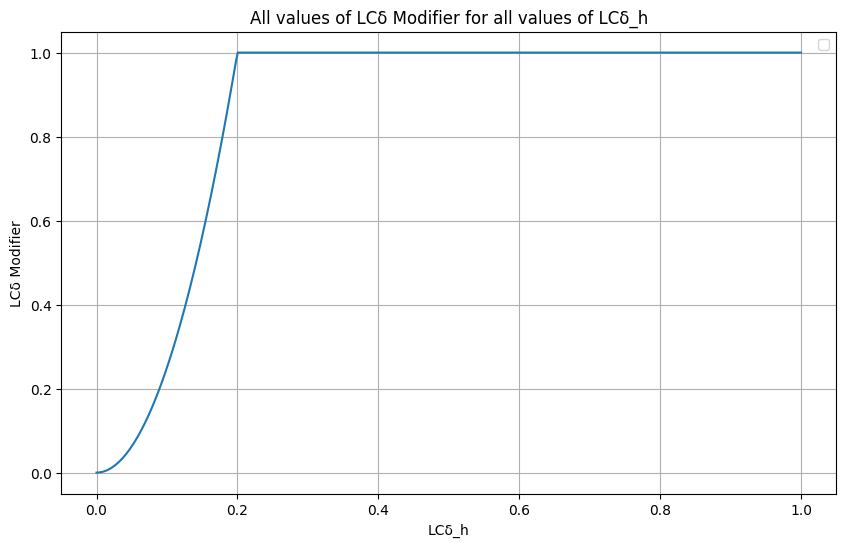 All values of LCδ Modifier for all values of LCδ_h
1.0
0.8
0.6
0.4
0.2
0.0
LCδ Modifier
0.0 0.2 0.4 0.6 0.8 1.0
LCδ_h